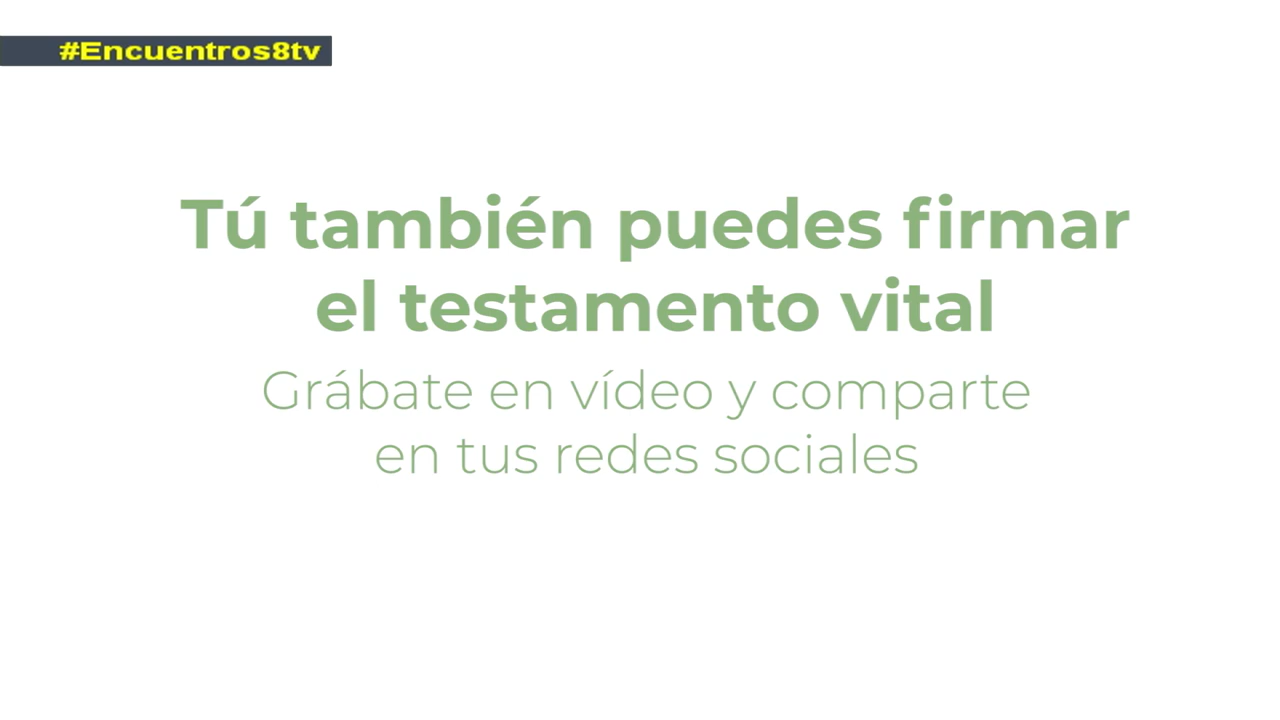 #Encuentros8tv
Tú también puedes firmar
el testamento vital
Grábate en vídeo y comparte
en tus redes sociales